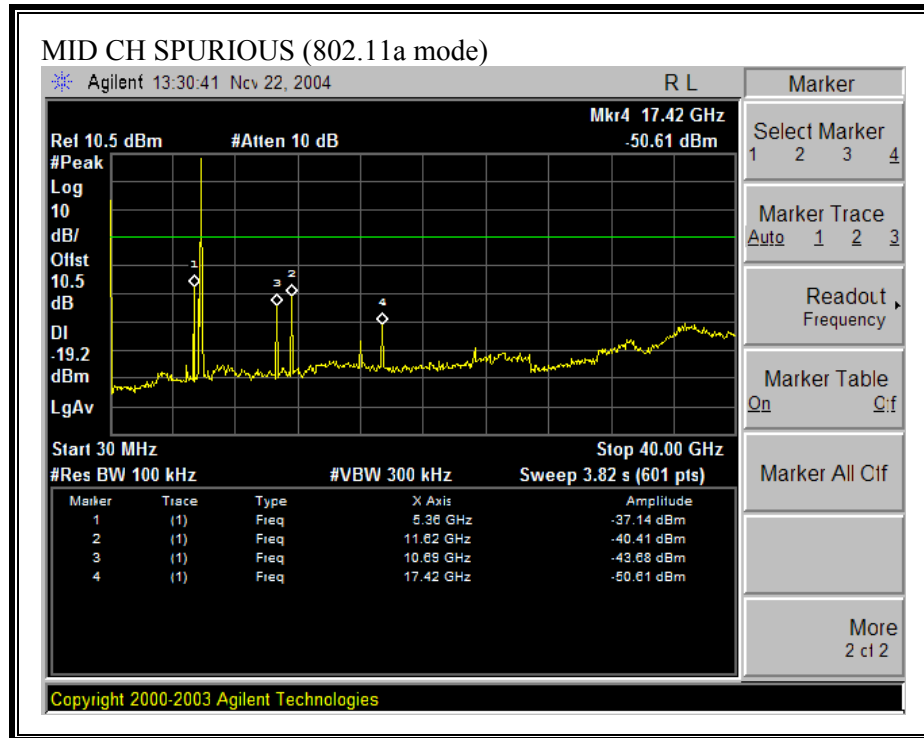 MID CH SPURIOUS (802.11a mode)
Agilent 13:30:41 Nov 22, 2004 R L
Marker
Mkr4 17.42 GHz
Ref 10.5 dBm #Atten 10 dB -50.61 dBm
#Peak
Log
10
dB/
Offst
10.5
dB
DI
-19.2
dBm
LgAv
1
3
2
4
Start 30 MHz Stop 40.00 GHz
#Res BW 100 kHz #VBW 300 kHz Sweep 3.82 s (601 pts)
Marker Trace Type X Axis Amplitude
1 (1) Freq 5.36 GHz -37.14 dBm
2 (1) Freq 11.62 GHz -40.41 dBm
3 (1) Freq 10.69 GHz -43.68 dBm
4 (1) Freq 17.42 GHz -50.61 dBm
Select Marker
1 2 3 4
Marker Trace
Auto 1 2 3
Readout
Frequency
Marker Table
On Off
Marker All Off
More
2 of 2
Copyright 2000-2003 Agilent Technologies